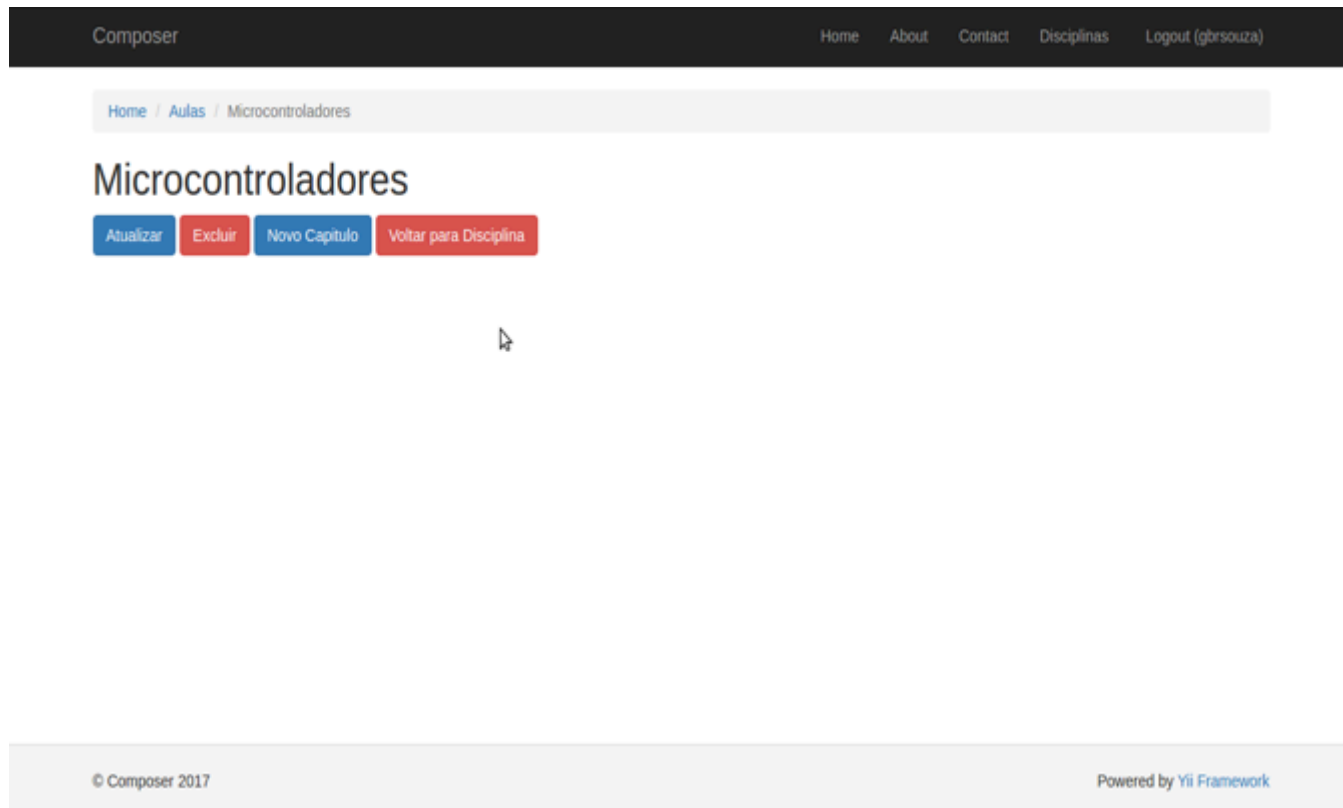 Composer Home About Contact Disciplinas Logout (gbrsouza)
Home / Aulas / Microcontroladores
Microcontroladores
Atualizar Excluir Novo Capitulo Voltar para Disciplina
© Composer 2017 Powered by Yii Framework